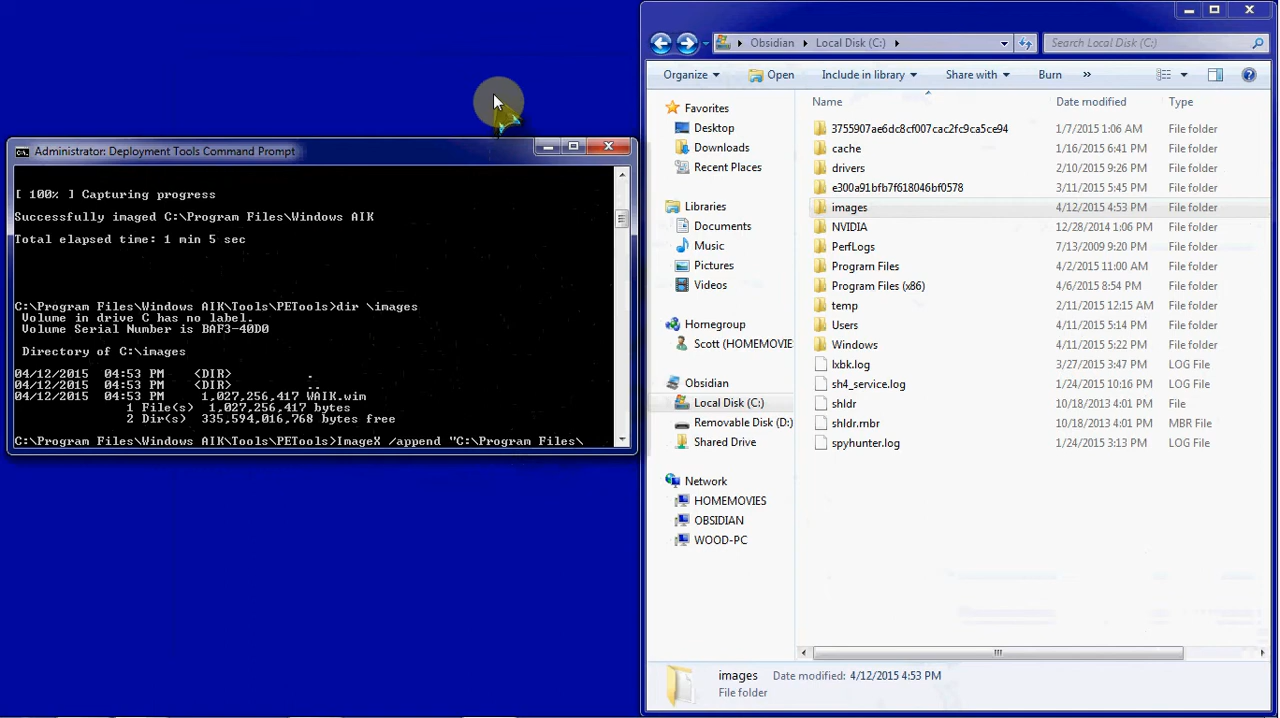 Administrator: Deployment Tools Command Prompt
[ 100% ] Capturing progress
Successfully imaged C:\Program Files\Windows AIK
Total elapsed time: 1 min 5 sec
C:\Program Files\Windows AIK\Tools\PETools>dir \images
Volume in drive C has no label.
Volume Serial Number is BAF3-40D0
Directory of C:\images
04/12/2015 04:53 PM <DIR> .
04/12/2015 04:53 PM <DIR> ..
04/12/2015 04:53 PM 1,027,256,417 WAIK.wim
1 File(s) 1,027,256,417 bytes
2 Dir(s) 335,594,016,768 bytes free
C:\Program Files\Windows AIK\Tools\PETools>ImageX /append "C:\Program Files\
Obsidian Local Disk (C:) Search Local Disk (C:)
Organize Open Include in library Share with Burn »
Favorites
Desktop
Downloads
Recent Places
Libraries
Documents
Music
Pictures
Videos
Homegroup
Scott (HOMEMOVIE
Obsidian
Local Disk (C:)
Removable Disk (D:)
Shared Drive
Network
HOMEMOVIES
OBSIDIAN
WOOD-PC
Name Date modified Type
3755907ae6dc8cf007cac2fc9ca5ce94 1/7/2015 1:06 AM File folder
cache 1/16/2015 6:41 PM File folder
drivers 2/10/2015 9:26 PM File folder
e300a91bfb7f618046bf0578 3/11/2015 5:45 PM File folder
images 4/12/2015 4:53 PM File folder
NVIDIA 12/28/2014 1:06 PM File folder
PerfLogs 7/13/2009 9:20 PM File folder
Program Files 4/2/2015 11:00 AM File folder
Program Files (x86) 4/6/2015 8:54 PM File folder
temp 2/11/2015 12:15 AM File folder
Users 4/11/2015 5:14 PM File folder
Windows 4/11/2015 5:22 PM File folder
lxbk.log 3/27/2015 3:47 PM LOG File
sh4_service.log 1/24/2015 10:16 PM LOG File
shldr 10/18/2013 4:01 PM File
shldr.mbr 10/18/2013 4:01 PM MBR File
spyhunter.log 1/24/2015 3:13 PM LOG File
images Date modified: 4/12/2015 4:53 PM
File folder